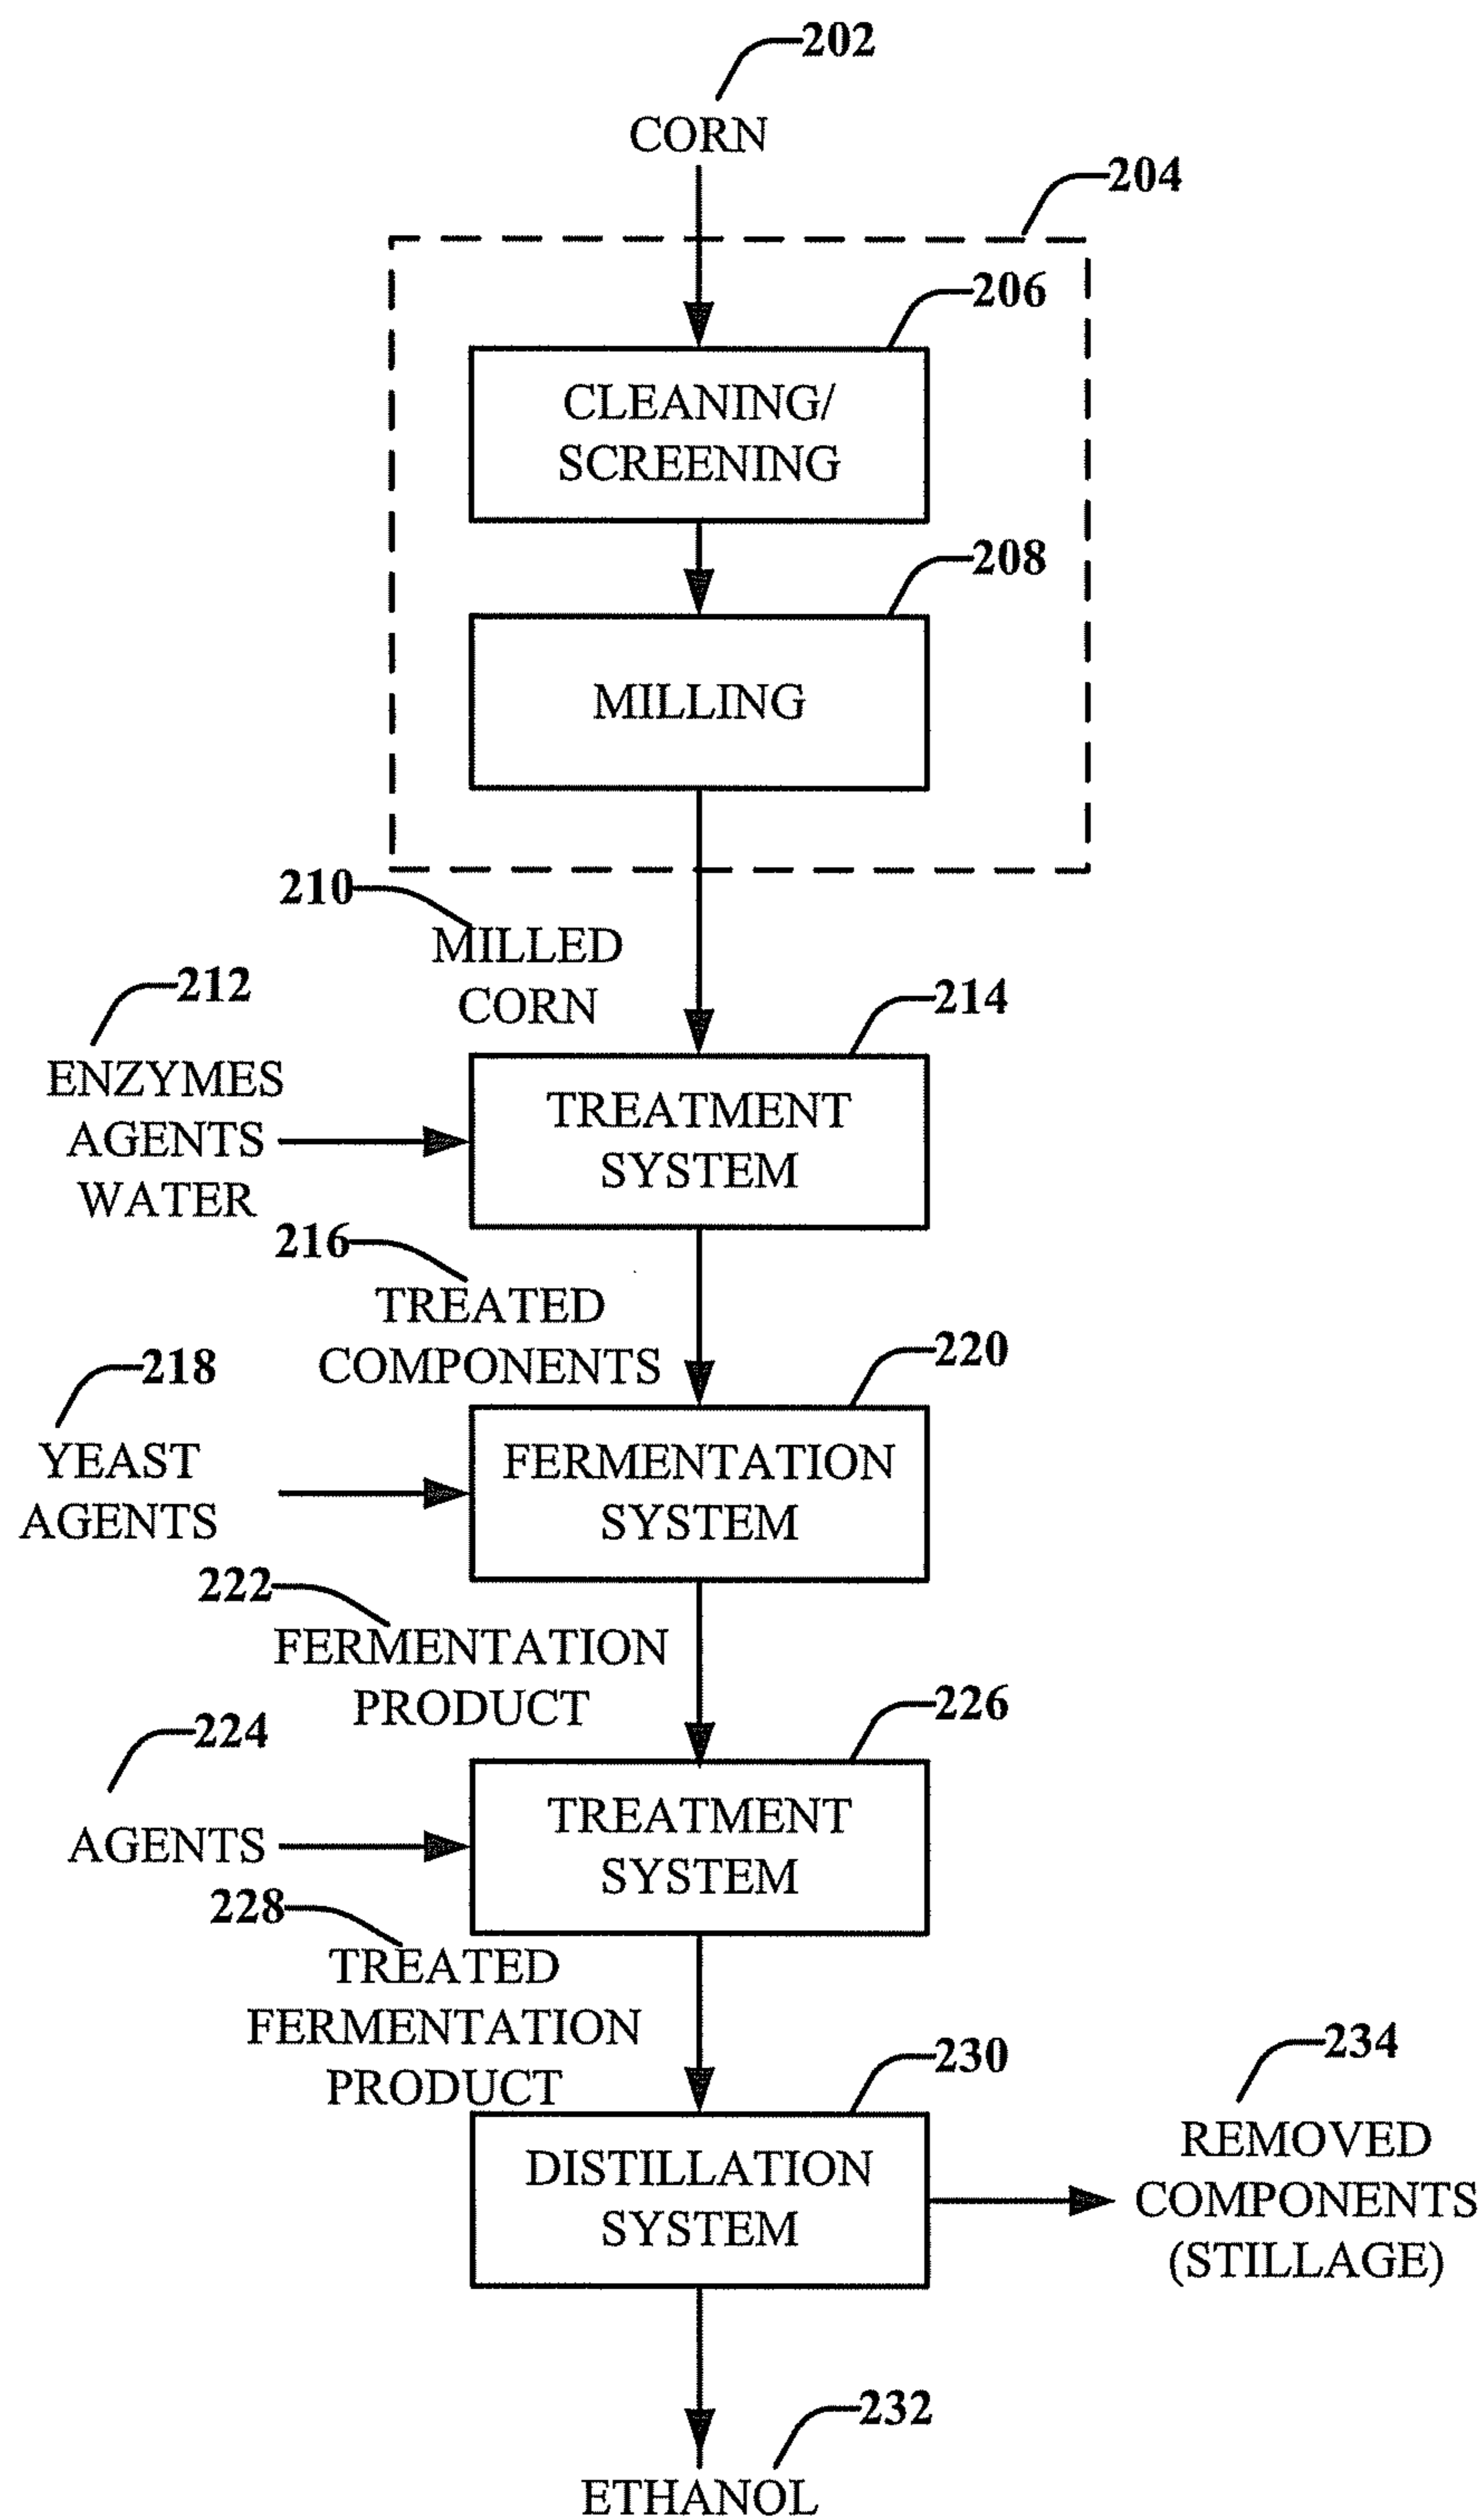 202
CORN
204
206
CLEANING/
SCREENING
208
MILLING
210
MILLED
CORN
212
ENZYMES
AGENTS
WATER
214
TREATMENT
SYSTEM
216
TREATED
COMPONENTS
218
YEAST
AGENTS
220
FERMENTATION
SYSTEM
222
FERMENTATION
PRODUCT
224
AGENTS
226
TREATMENT
SYSTEM
228
TREATED
FERMENTATION
PRODUCT
230
DISTILLATION
SYSTEM
234
REMOVED
COMPONENTS
(STILLAGE)
232
ETHANOL